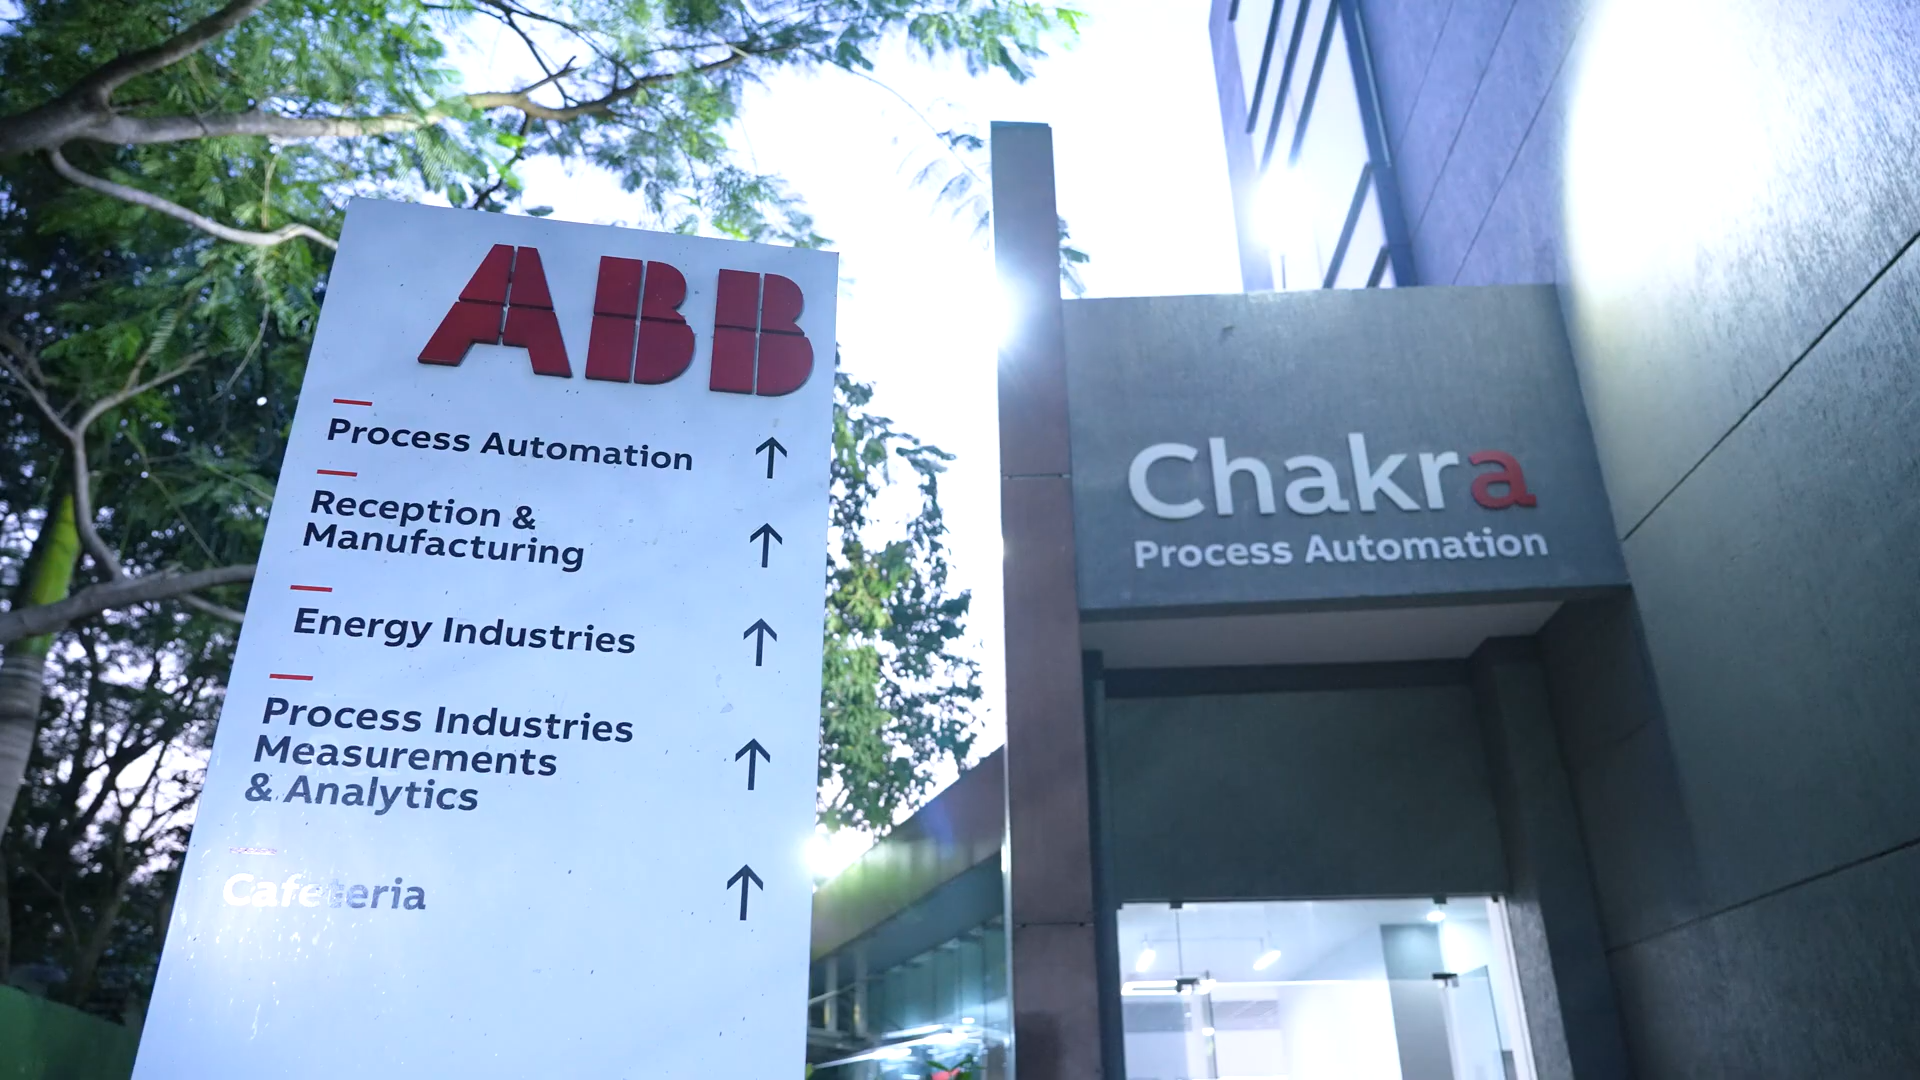 ABB
Process Automation
Reception &
Manufacturing
Energy Industries
Process Industries
Measurements
& Analytics
Cafeteria
Chakra
Process Automation